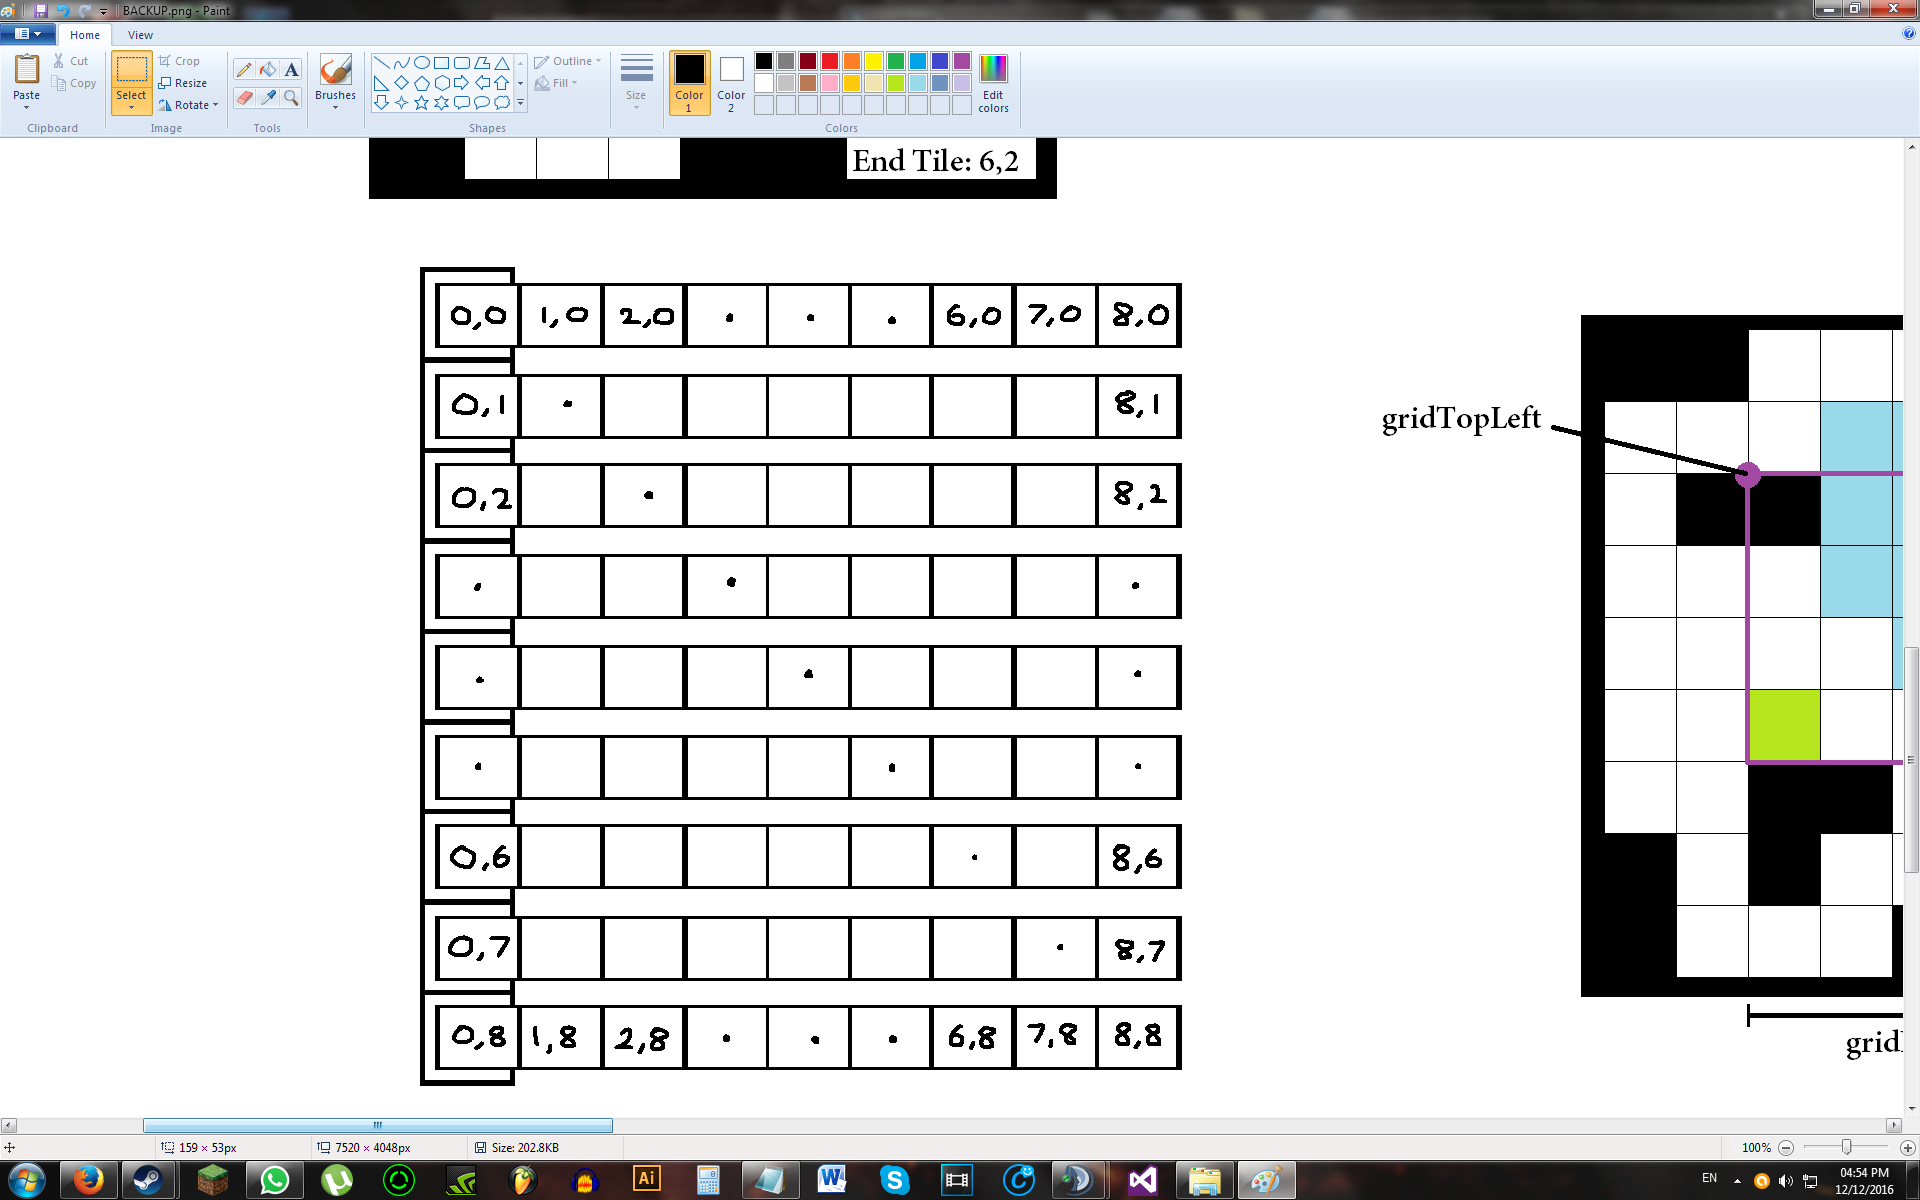 BACKUP.png - Paint
Home View
Paste Cut Copy
Clipboard
Select Crop Resize Rotate
Image
A
Tools
Brushes
Shapes
Outline Fill
Size
Color 1 Color 2
Edit colors
Colors
End Tile: 6,2
0,0 1,0 2,0 . . . 6,0 7,0 8,0
0,1 . 8,1
0,2 . 8,2
. . .
. . .
. . .
0,6 . 8,6
0,7 . 8,7
0,8 1,8 2,8 . . . 6,8 7,8 8,8
gridTopLeft
grid
159 × 53px 7520 × 4048px Size: 202.8KB 100%
Ai
EN 04:54 PM
12/12/2016